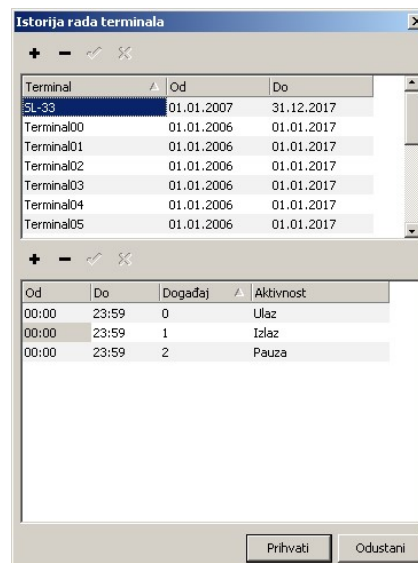 Istorija rada terminala
Terminal Od Do
SL-33 01.01.2007 31.12.2017
Terminal00 01.01.2006 01.01.2017
Terminal01 01.01.2006 01.01.2017
Terminal02 01.01.2006 01.01.2017
Terminal03 01.01.2006 01.01.2017
Terminal04 01.01.2006 01.01.2017
Terminal05 01.01.2006 01.01.2017
Od Do Događaj Aktivnost
00:00 23:59 0 Ulaz
00:00 23:59 1 Izlaz
00:00 23:59 2 Pauza
Prihvati Odustani